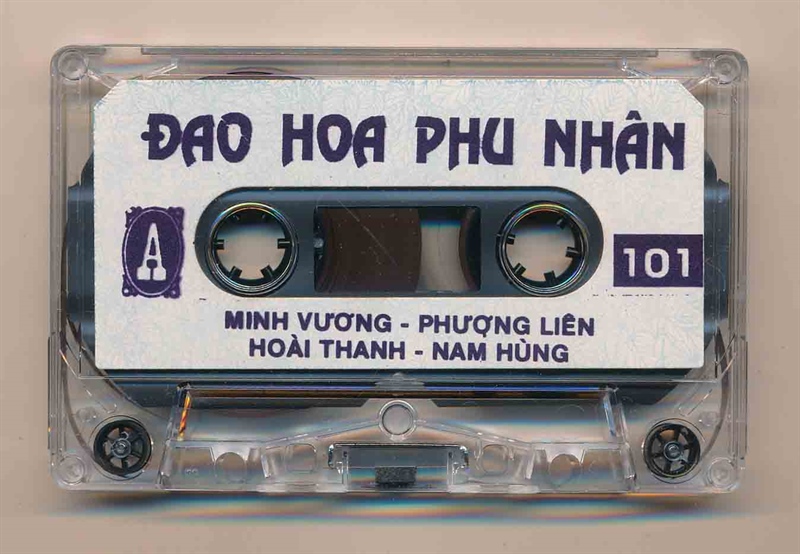 ĐAO HOA PHU NHÂN
A
101
MINH VƯƠNG - PHƯỢNG LIÊN
HOÀI THANH - NAM HÙNG